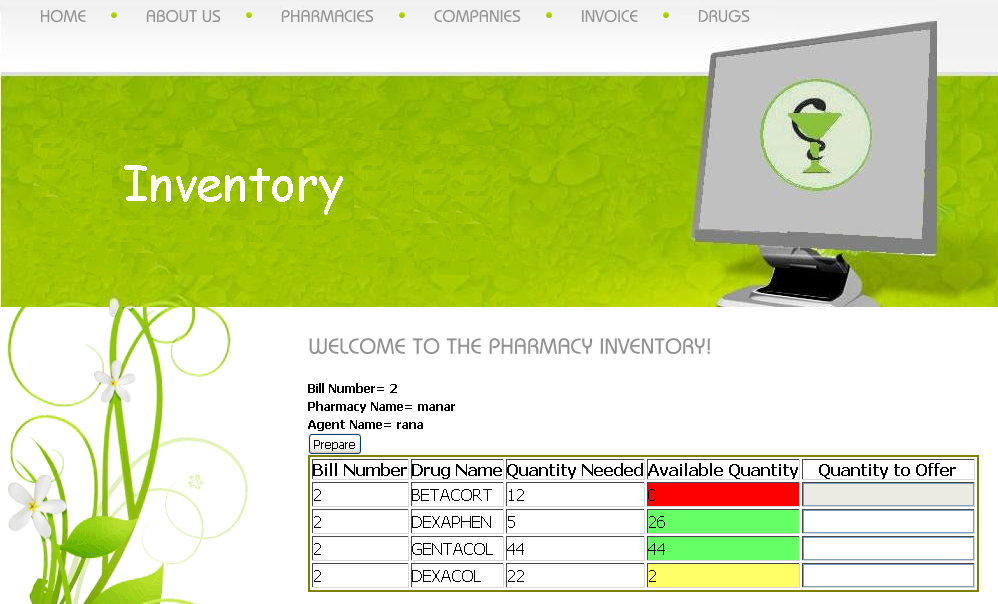 HOME • ABOUT US • PHARMACIES • COMPANIES • INVOICE • DRUGS
Inventory
WELCOME TO THE PHARMACY INVENTORY!
Bill Number= 2
Pharmacy Name= manar
Agent Name= rana
Prepare
Bill Number Drug Name Quantity Needed Available Quantity Quantity to Offer
2 BETACORT 12 0
2 DEXAPHEN 5 26
2 GENTACOL 44 44
2 DEXACOL 22 2